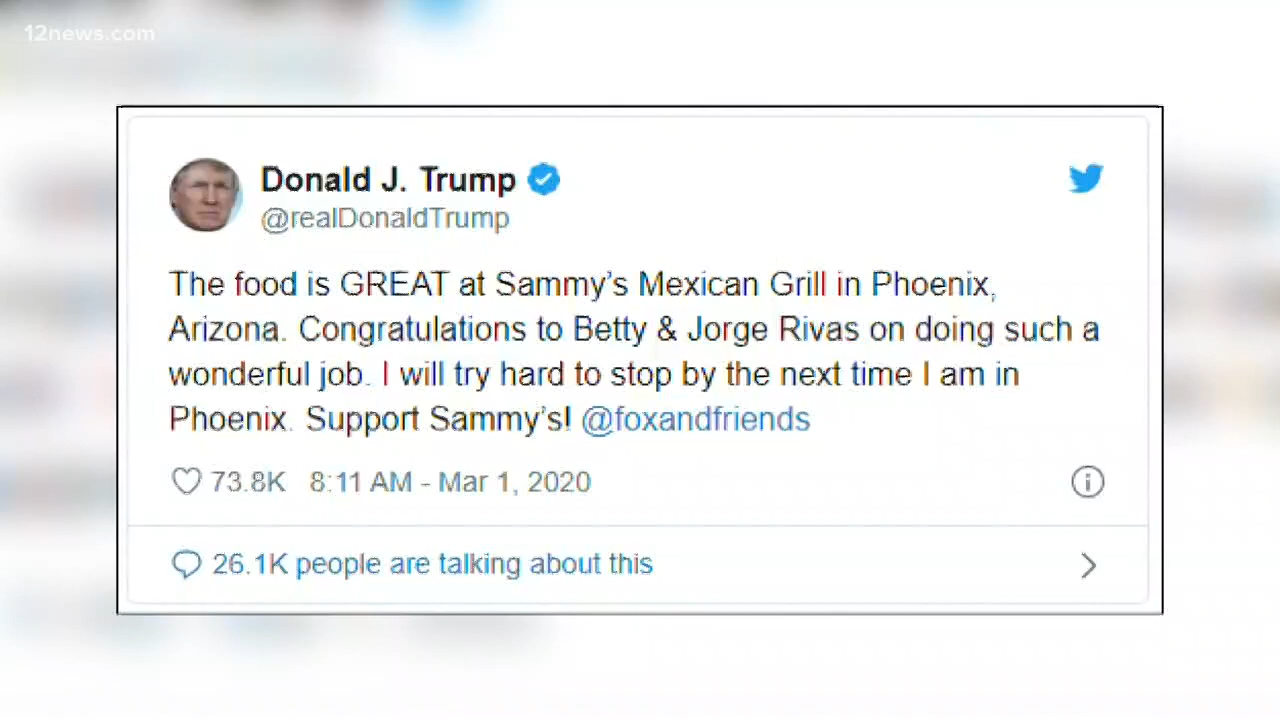 12news.com
Donald J. Trump
@realDonaldTrump
The food is GREAT at Sammy’s Mexican Grill in Phoenix,
Arizona. Congratulations to Betty & Jorge Rivas on doing such a
wonderful job. I will try hard to stop by the next time I am in
Phoenix. Support Sammy’s! @foxandfriends
73.8K 8:11 AM - Mar 1, 2020
26.1K people are talking about this